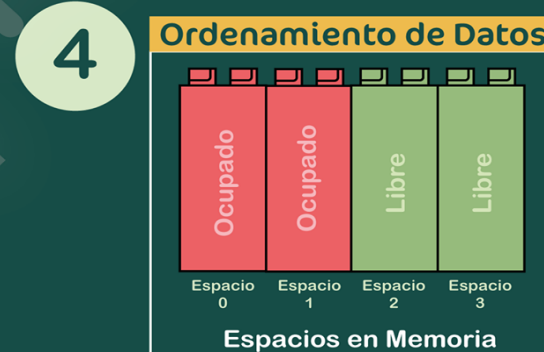 4
Ordenamiento de Datos
Ocupado
Ocupado
Libre
Libre
Espacio 0
Espacio 1
Espacio 2
Espacio 3
Espacios en Memoria